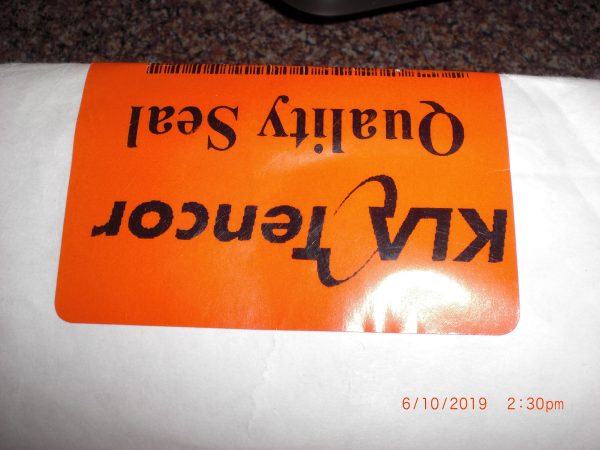 KLA Tencor
Quality Seal
6/10/2019 2:30pm